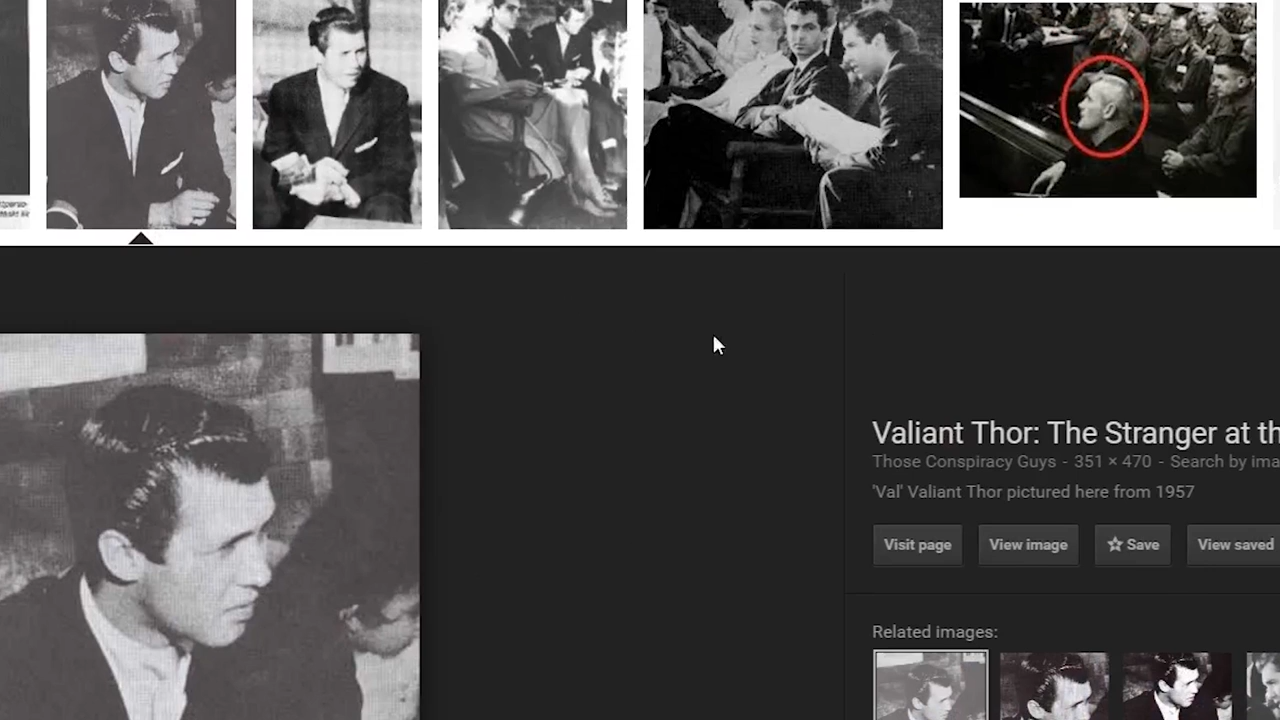 Valiant Thor: The Stranger at th
Those Conspiracy Guys - 351 × 470 - Search by ima
'Val' Valiant Thor pictured here from 1957
Visit page
View image
Save
View saved
Related images: